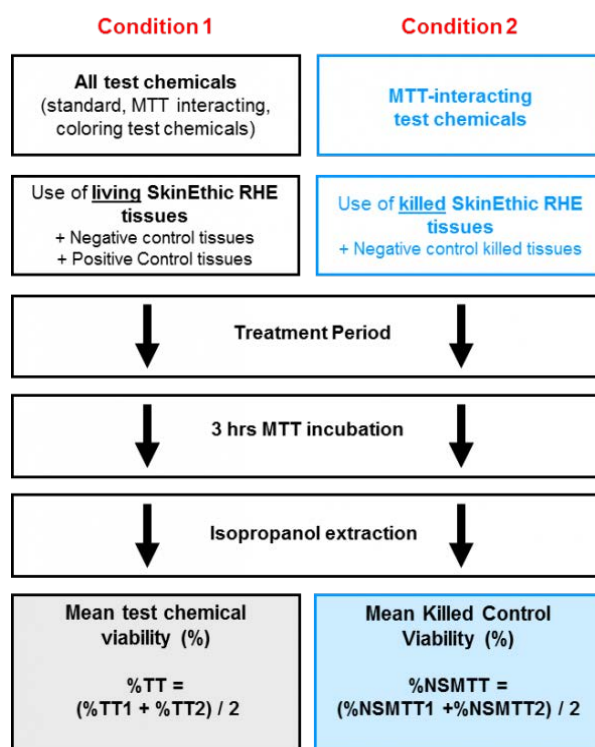 Condition 1
Condition 2
All test chemicals
(standard, MTT interacting,
coloring test chemicals)
MTT-interacting
test chemicals
Use of living SkinEthic RHE
tissues
+ Negative control tissues
+ Positive Control tissues
Use of killed SkinEthic RHE
tissues
+ Negative control killed tissues
Treatment Period
3 hrs MTT incubation
Isopropanol extraction
Mean test chemical
viability (%)
%TT =
(%TT1 + %TT2) / 2
Mean Killed Control
Viability (%)
%NSMTT =
(%NSMTT1 +%NSMTT2) / 2